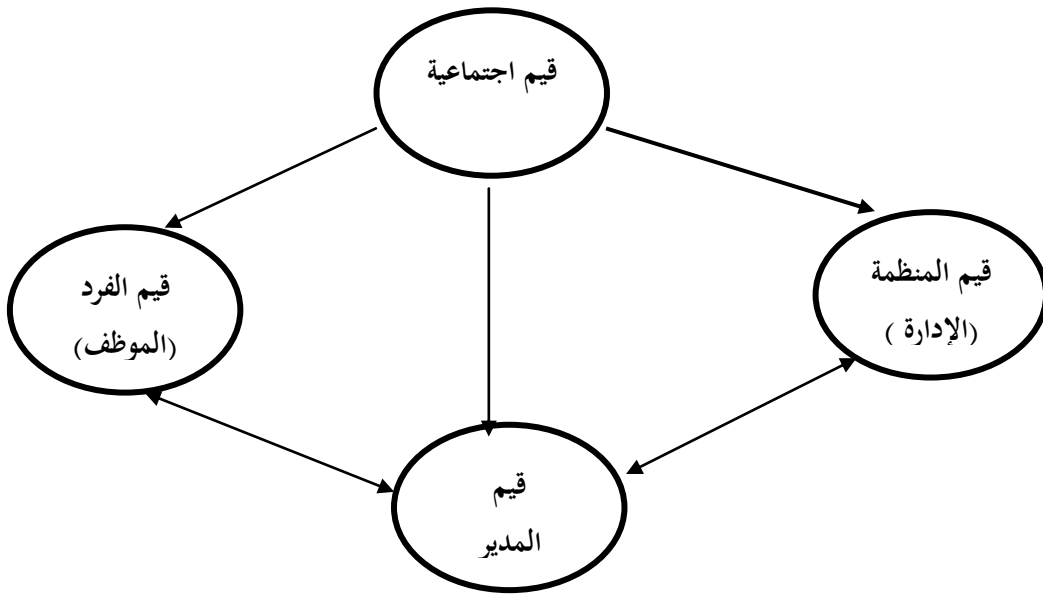 قيم اجتماعية
قيم المنظمة
(الإدارة )
قيم الفرد
(الموظف)
قيم
المدير